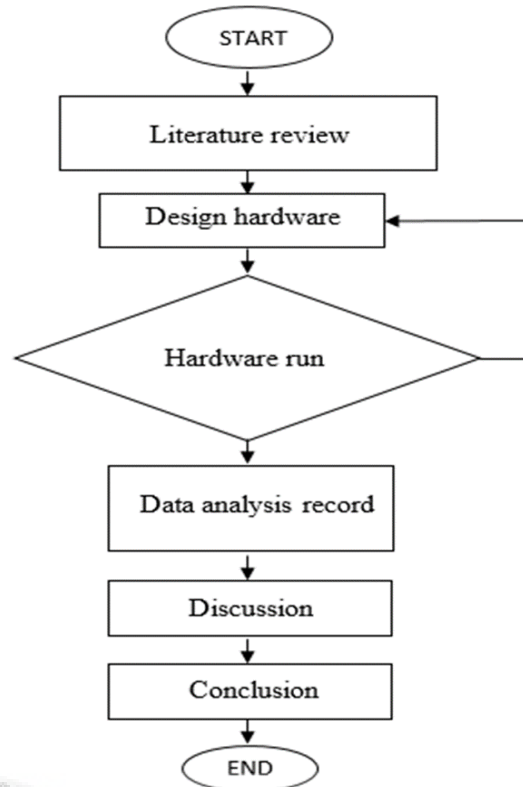 START
Literature review
Design hardware
Hardware run
Data analysis record
Discussion
Conclusion
END